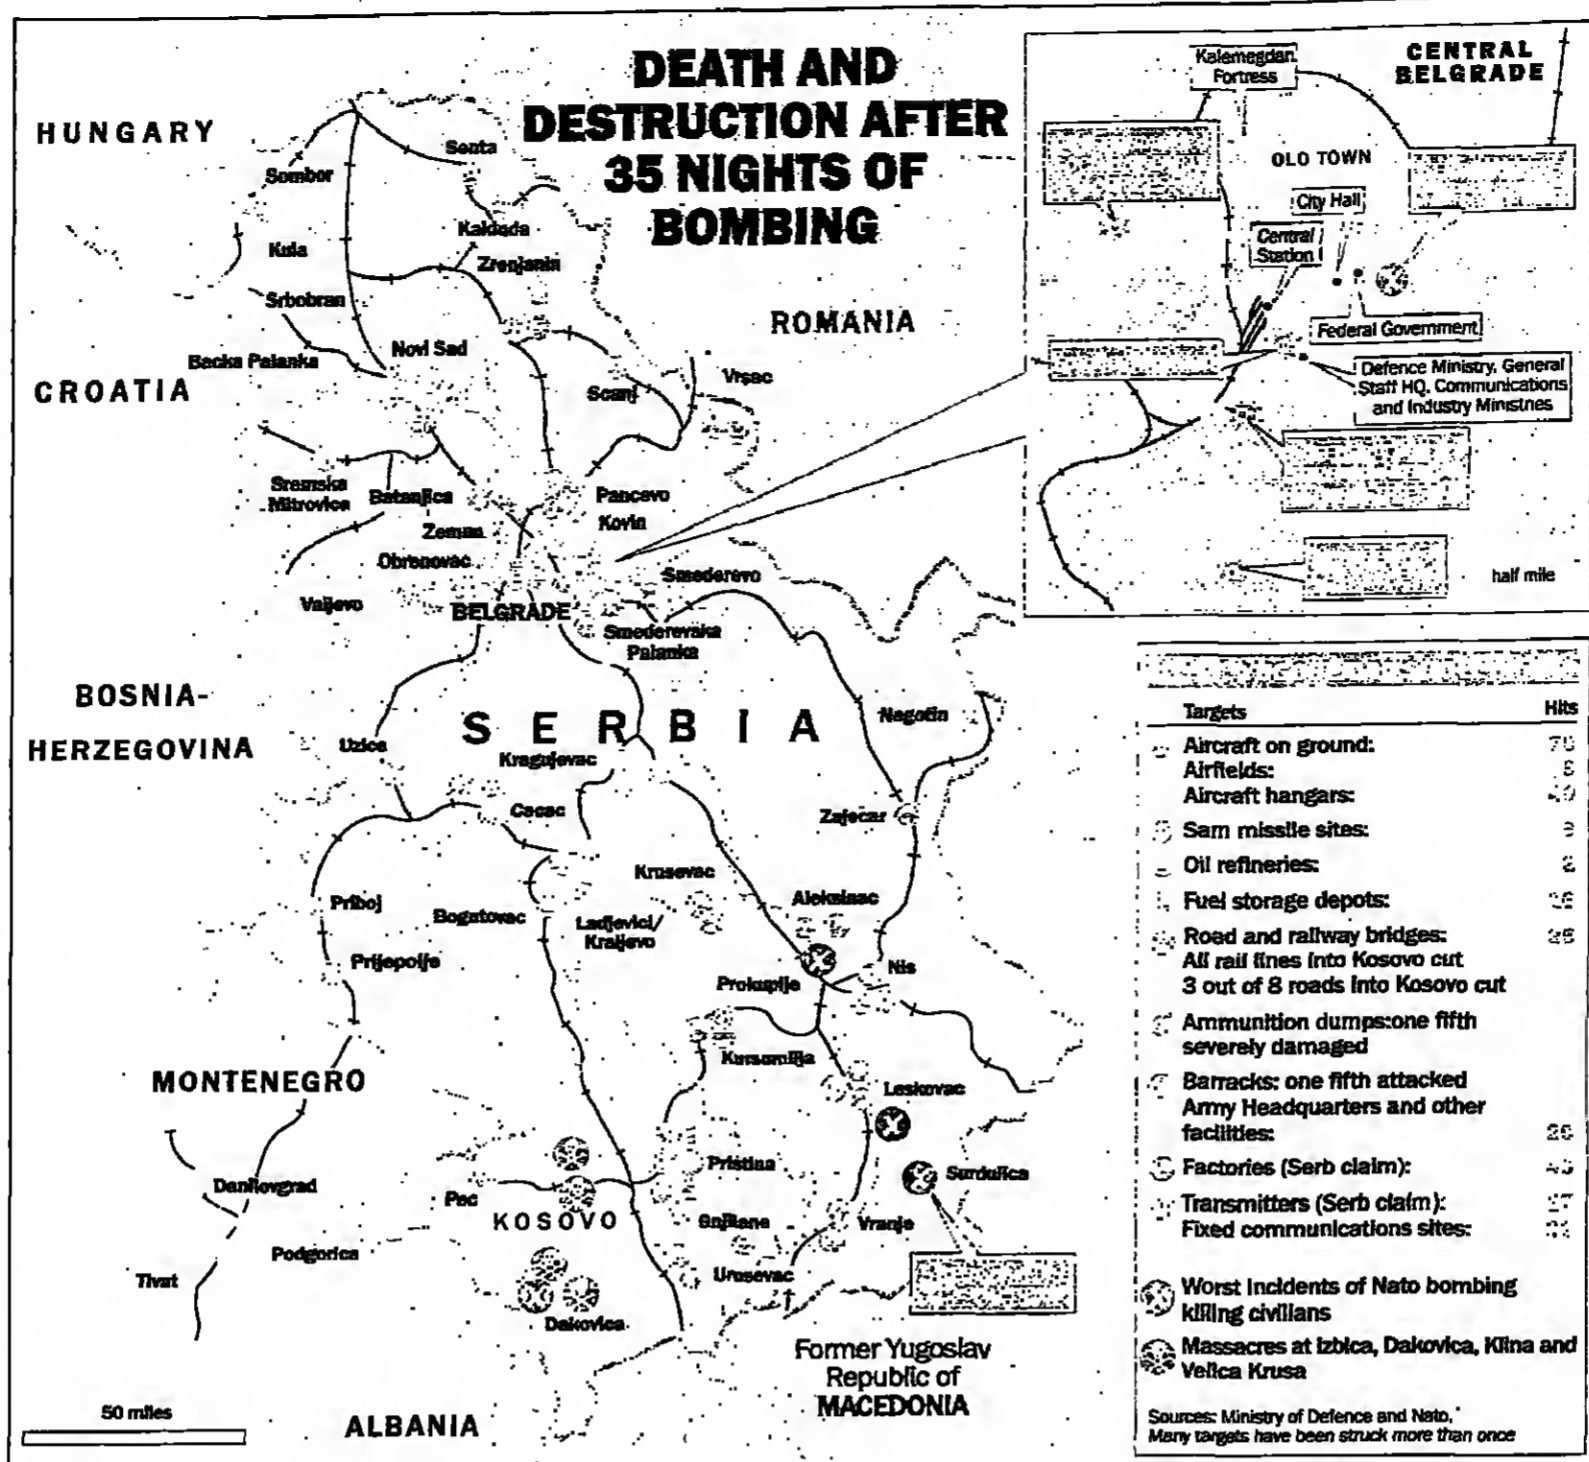 DEATH AND
DESTRUCTION AFTER
35 NIGHTS OF
BOMBING
HUNGARY
Senta
Sombor
Kula
Zrenjanin
Srbobran
ROMANIA
Novi Sad
Backa Palanka
CROATIA
Vrsac
Scanj
Sremska
Mitrovica
Batanjica
Pancevo
Kovin
Zemun
Obrenovac
Smederevo
Valjevo
BELGRADE
Smederevska
Palanka
BOSNIA-
HERZEGOVINA
SERBIA
Negotin
Uzice
Kragujevac
Cacac
Zajecar
Krusevac
Priboj
Bogutovac
Ladjevici/
Kraljevo
Aleksinac
Prijepolje
Nis
Prokuplje
MONTENEGRO
Leskovac
Pristina
Surdulica
Danilovgrad
Pec
KOSOVO
Gnjilane
Vranje
Podgorica
Tivat
Urosevac
Dakovica
Former Yugoslav
Republic of
MACEDONIA
50 miles
ALBANIA
CENTRAL
BELGRADE
Kalemegdan
Fortress
OLD TOWN
City Hall
Central
Station
Federal Government
Defence Ministry, General
Staff HQ, Communications
and Industry Ministries
half mile
Targets Hits
Aircraft on ground:
Airfields:
Aircraft hangars:
Sam missile sites:
Oil refineries:
Fuel storage depots:
Road and railway bridges:
All rail lines into Kosovo cut
3 out of 8 roads into Kosovo cut
Ammunition dumps:one fifth
severely damaged
Barracks: one fifth attacked
Army Headquarters and other
facilities:
Factories (Serb claim):
Transmitters (Serb claim):
Fixed communications sites:
Worst Incidents of Nato bombing
killing civilians
Massacres at Izbica, Dakovica, Klina and
Velica Krusa
Sources: Ministry of Defence and Nato,
Many targets have been struck more than once